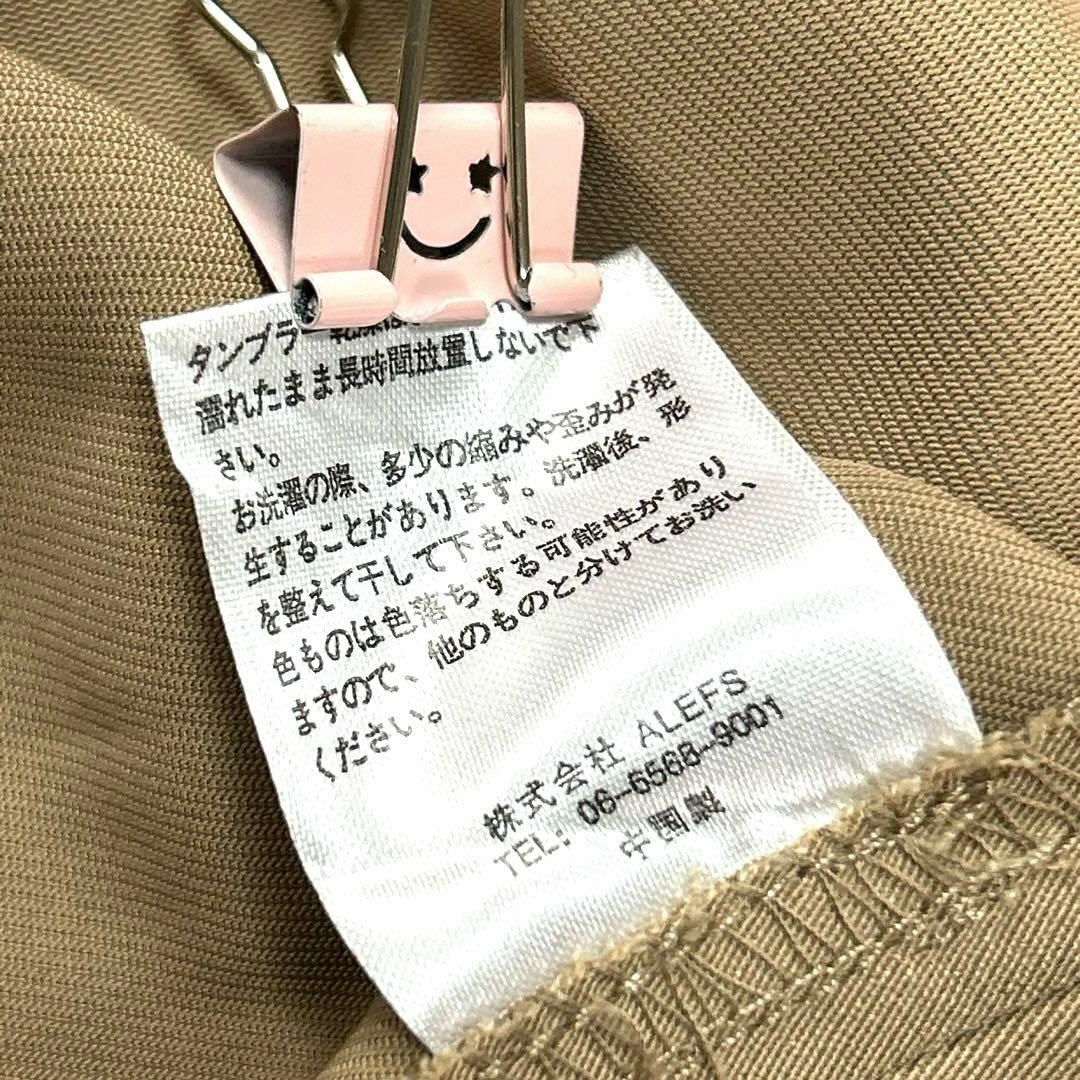 タンブラー乾燥は
濡れたまま長時間放置しないで下
さい。
お洗濯の際、多少の縮みや歪みが発
生することがあります。洗濯後、形
を整えて干して下さい。
色ものは色落ちする可能性があり
ますので、他のものと分けてお洗い
ください。
株式会社 ALEFS
TEL: 06-6568-9001
中国製